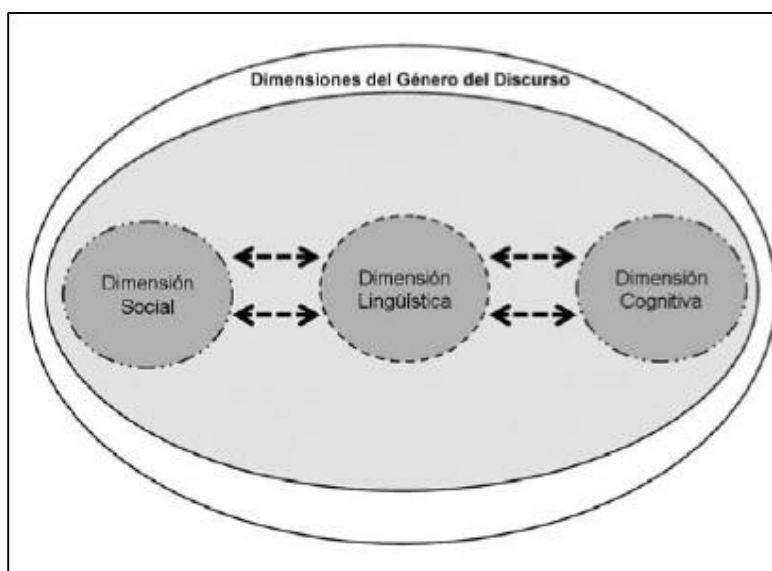 Dimensiones del Género del Discurso
Dimensión
Social
Dimensión
Lingüística
Dimensión
Cognitiva